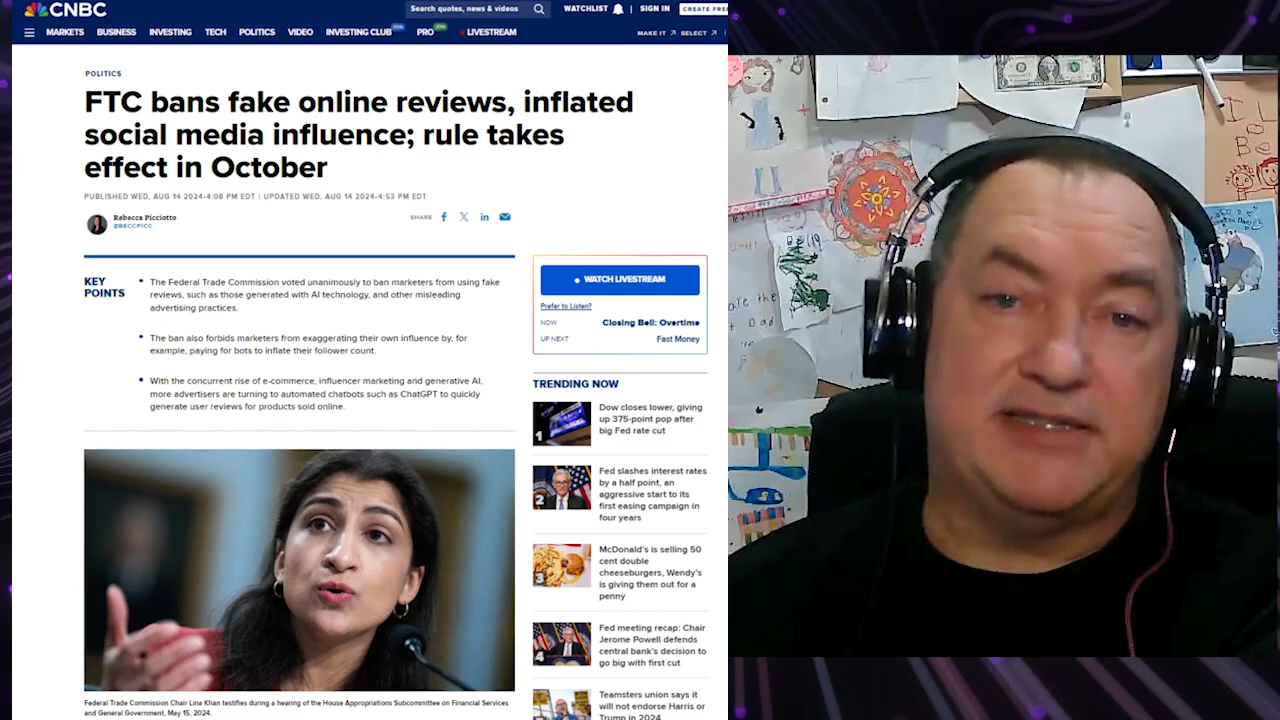 CNBC
Search quotes, news & videos
WATCHLIST
SIGN IN
CREATE FREE
MARKETS
BUSINESS
INVESTING
TECH
POLITICS
VIDEO
INVESTING CLUB
JOIN
PRO
JOIN
LIVESTREAM
MAKE IT
SELECT
POLITICS
FTC bans fake online reviews, inflated
social media influence; rule takes
effect in October
PUBLISHED WED, AUG 14 2024-4:08 PM EDT | UPDATED WED, AUG 14 2024-4:53 PM EDT
Rebecca Picciotto
@BECCPICC
SHARE
KEY
POINTS
The Federal Trade Commission voted unanimously to ban marketers from using fake
reviews, such as those generated with AI technology, and other misleading
advertising practices.
The ban also forbids marketers from exaggerating their own influence by, for
example, paying for bots to inflate their follower count.
With the concurrent rise of e-commerce, influencer marketing and generative AI,
more advertisers are turning to automated chatbots such as ChatGPT to quickly
generate user reviews for products sold online.
Federal Trade Commission Chair Lina Khan testifies during a hearing of the House Appropriations Subcommittee on Financial Services
and General Government, May 15, 2024.
WATCH LIVESTREAM
Prefer to Listen?
NOW
Closing Bell: Overtime
UP NEXT
Fast Money
TRENDING NOW
1
Dow closes lower, giving
up 375-point pop after
big Fed rate cut
2
Fed slashes interest rates
by a half point, an
aggressive start to its
first easing campaign in
four years
3
McDonald's is selling 50
cent double
cheeseburgers, Wendy's
is giving them out for a
penny
4
Fed meeting recap: Chair
Jerome Powell defends
central bank's decision to
go big with first cut
Teamsters union says it
will not endorse Harris or
Trump in 2024
are the
Dad